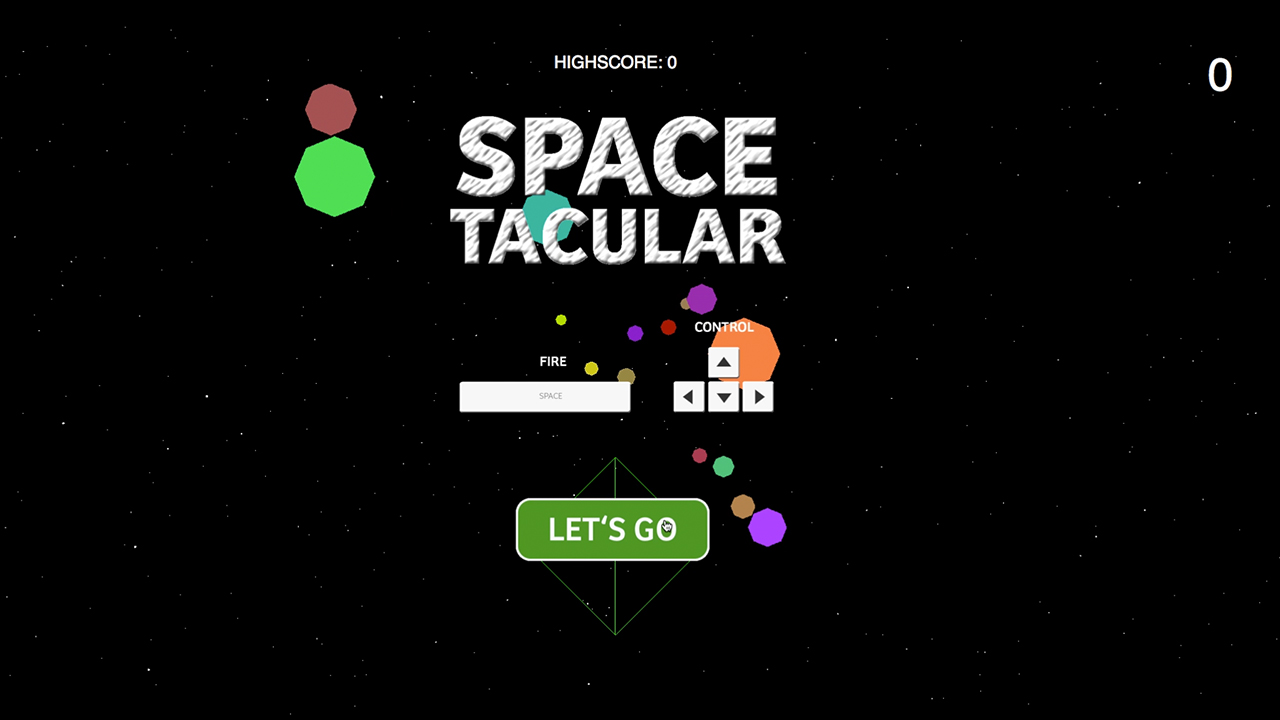 HIGHSCORE: 0
0
SPACE
TACULAR
CONTROL
FIRE
SPACE
LET‘S GO